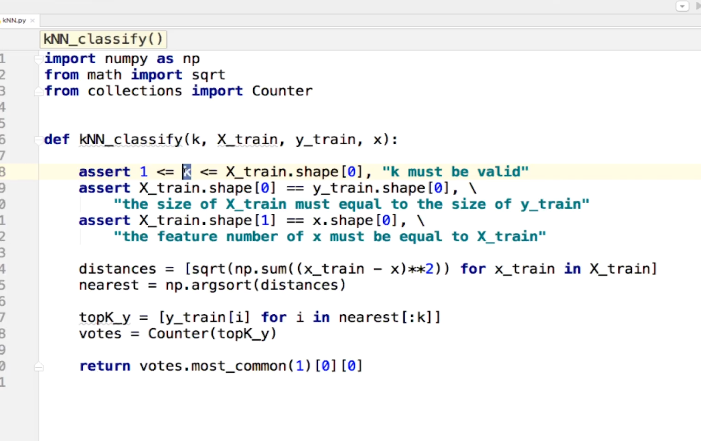 kNN.py
kNN_classify()
1 import numpy as np
2 from math import sqrt
3 from collections import Counter
4
5
6 def kNN_classify(k, X_train, y_train, x):
7
8 assert 1 <= k <= X_train.shape[0], "k must be valid"
9 assert X_train.shape[0] == y_train.shape[0], \
0 "the size of X_train must equal to the size of y_train"
1 assert X_train.shape[1] == x.shape[0], \
2 "the feature number of x must be equal to X_train"
3
4 distances = [sqrt(np.sum((x_train - x)**2)) for x_train in X_train]
5 nearest = np.argsort(distances)
6
7 topK_y = [y_train[i] for i in nearest[:k]]
8 votes = Counter(topK_y)
9
0 return votes.most_common(1)[0][0]
1